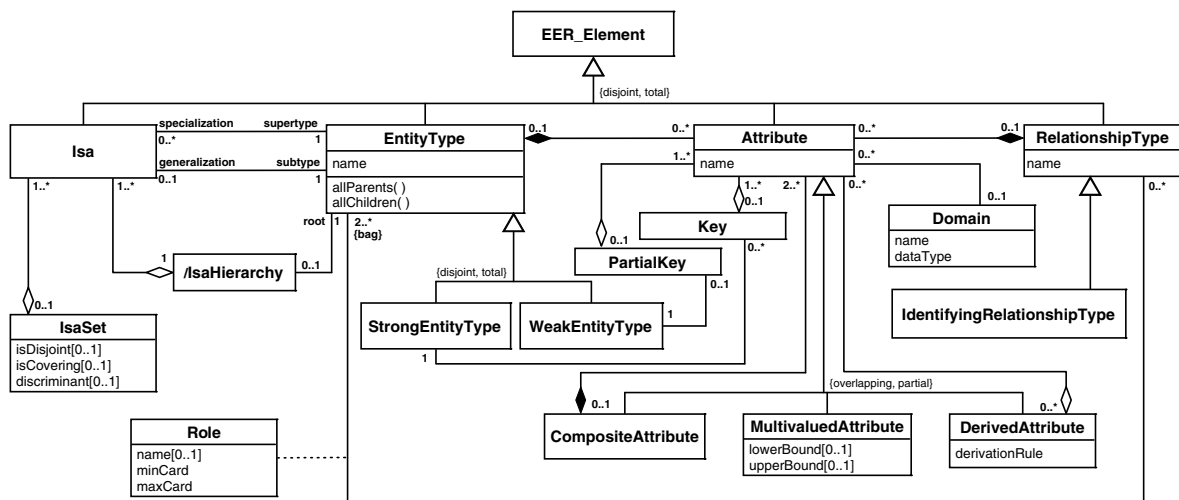 EER_Element
{disjoint, total}
specialization supertype
0..* 1
Isa
generalization subtype
0..1 1
EntityType
name
allParents( )
allChildren( )
0..1 0..*
Attribute
name
0..* 0..1
RelationshipType
name
1..* 1..*
root 1 2..*
{bag}
1..* 1..* 2..* 0..* 0..* 0..*
0..1
Key
0..*
0..1
Domain
name
dataType
1 /IsaHierarchy 0..1
0..1
PartialKey
0..1
{disjoint, total}
0..1
IsaSet
isDisjoint[0..1]
isCovering[0..1]
discriminant[0..1]
StrongEntityType
1
WeakEntityType
1
IdentifyingRelationshipType
{overlapping, partial}
0..1 0..*
CompositeAttribute
MultivaluedAttribute
lowerBound[0..1]
upperBound[0..1]
DerivedAttribute
derivationRule
Role
name[0..1]
minCard
maxCard